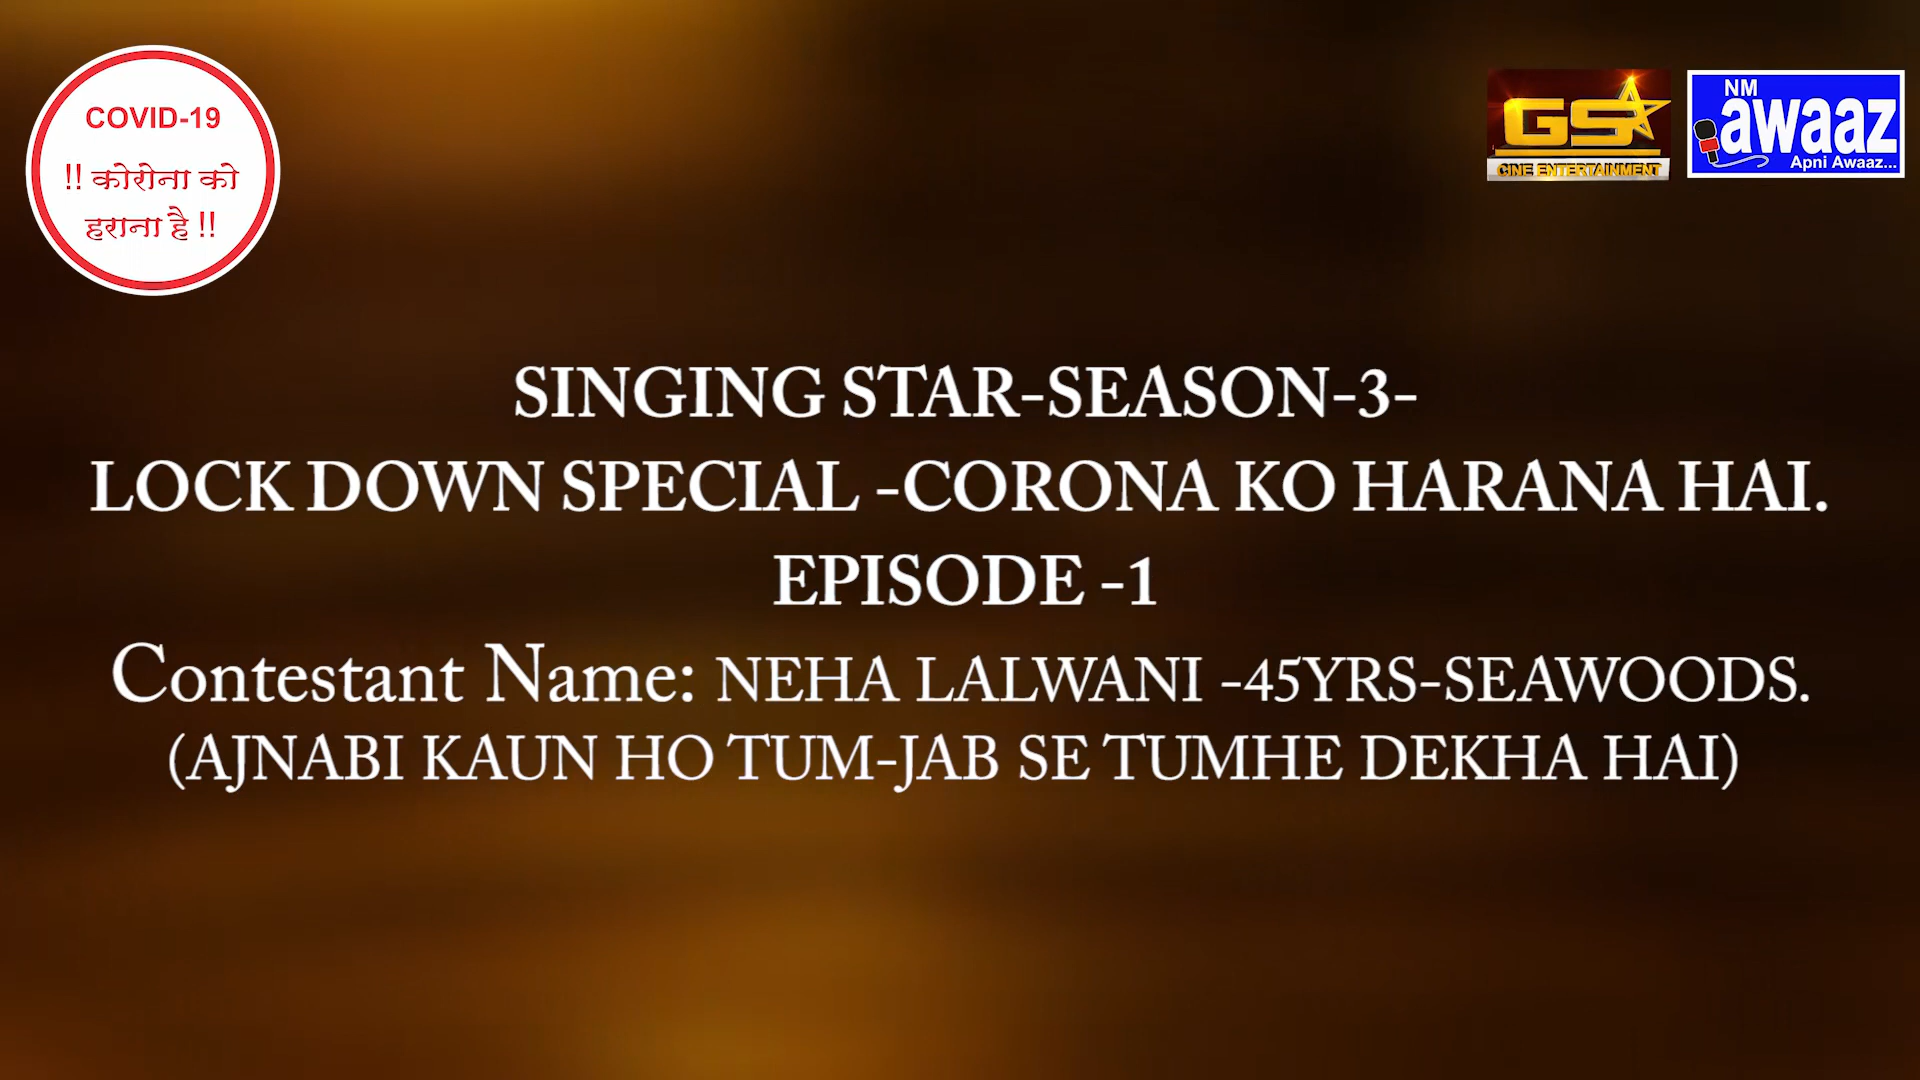 COVID-19
!! कोरोना को
हराना है !!
GS
CINE ENTERTAINMENT
NM
awaaz
Apni Awaaz...
SINGING STAR-SEASON-3-
LOCK DOWN SPECIAL -CORONA KO HARANA HAI.
EPISODE -1
Contestant Name: NEHA LALWANI -45YRS-SEAWOODS.
(AJNABI KAUN HO TUM-JAB SE TUMHE DEKHA HAI)